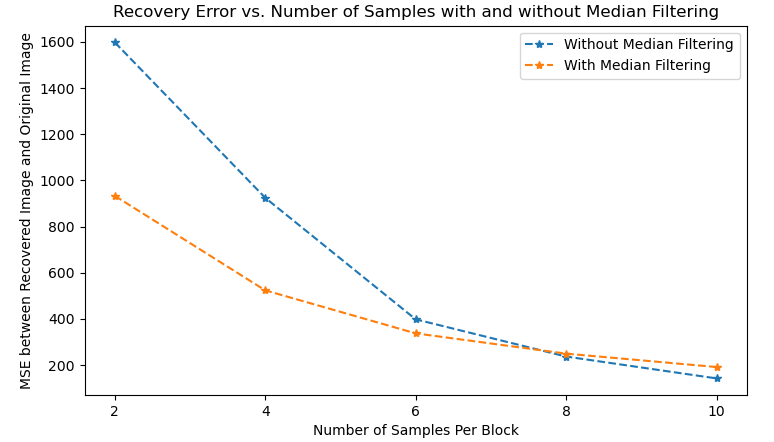 Recovery Error vs. Number of Samples with and without Median Filtering
MSE between Recovered Image and Original Image
1600
1400
1200
1000
800
600
400
200
Without Median Filtering
With Median Filtering
2 4 6 8 10
Number of Samples Per Block